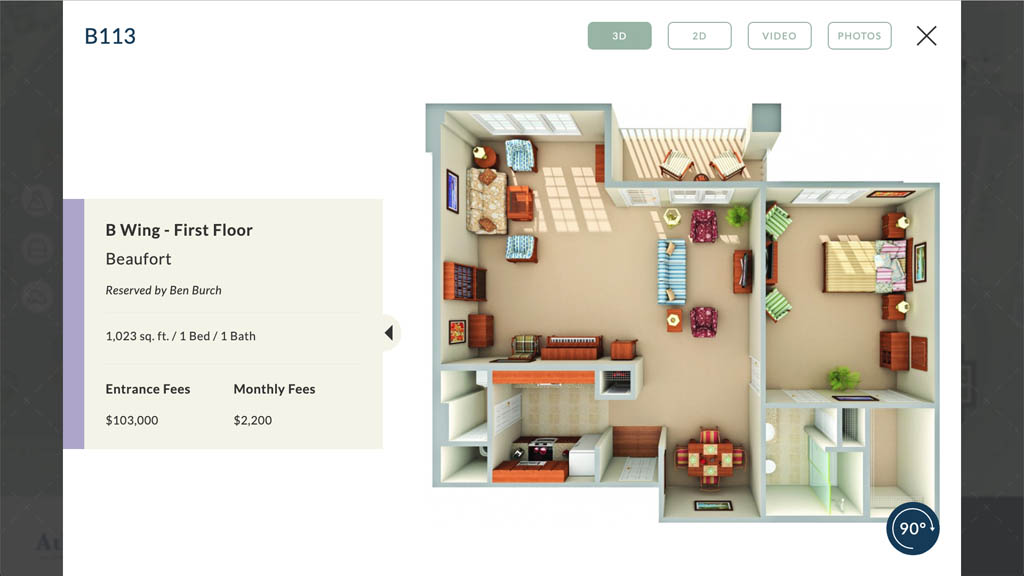 B113
3D
2D
VIDEO
PHOTOS
B Wing - First Floor
Beaufort
Reserved by Ben Burch
1,023 sq. ft. / 1 Bed / 1 Bath
Entrance Fees
Monthly Fees
$103,000
$2,200
90°